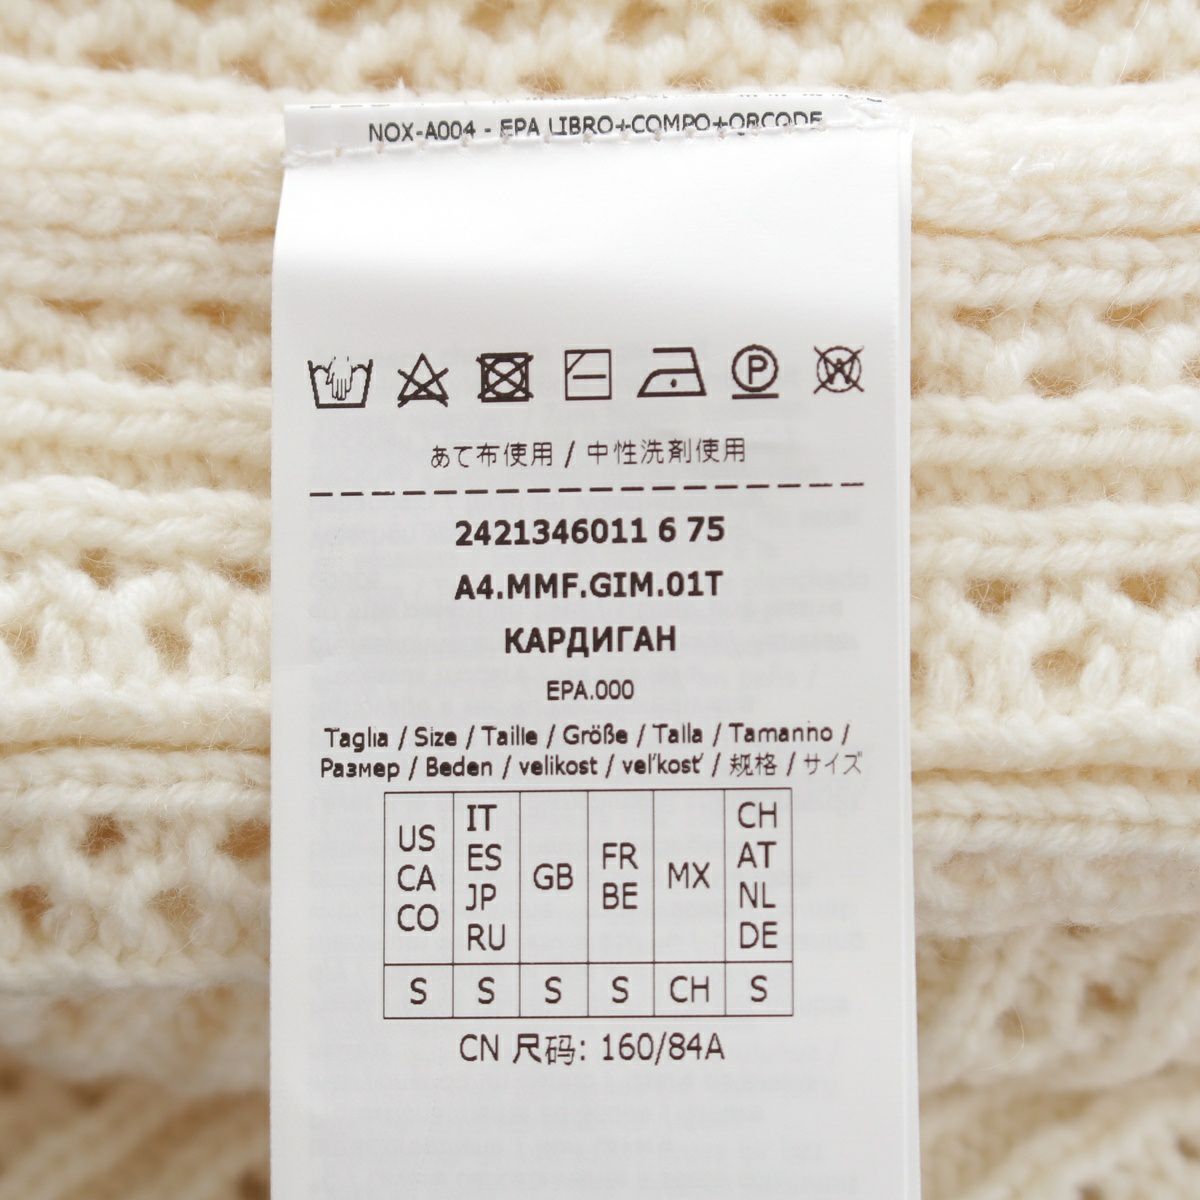 NOX-A004 - EPA LIBRO+COMPO+QRCODE
P
W
あて布使用 / 中性洗剤使用
2421346011 6 75
A4.MMF.GIM.01T
КАРДИГАН
EPA.000
Taglia / Size / Taille / Größe / Talla / Tamanho /
Размер / Beden / velikost / veľkosť / 规格 / サイズ
US CA CO
IT ES JP RU
GB
FR BE
MX
CH AT NL DE
S S S S CH S
CN 尺码: 160/84A